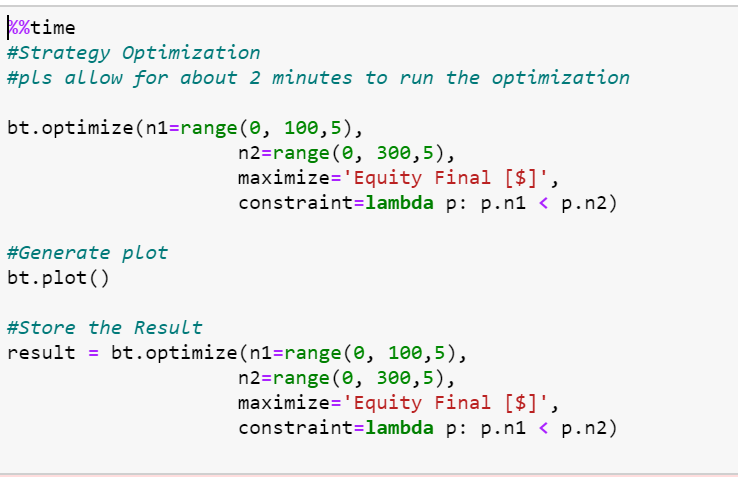 %%time
#Strategy Optimization
#pls allow for about 2 minutes to run the optimization
bt.optimize(n1=range(0, 100,5),
n2=range(0, 300,5),
maximize='Equity Final [$]',
constraint=lambda p: p.n1 < p.n2)
#Generate plot
bt.plot()
#Store the Result
result = bt.optimize(n1=range(0, 100,5),
n2=range(0, 300,5),
maximize='Equity Final [$]',
constraint=lambda p: p.n1 < p.n2)